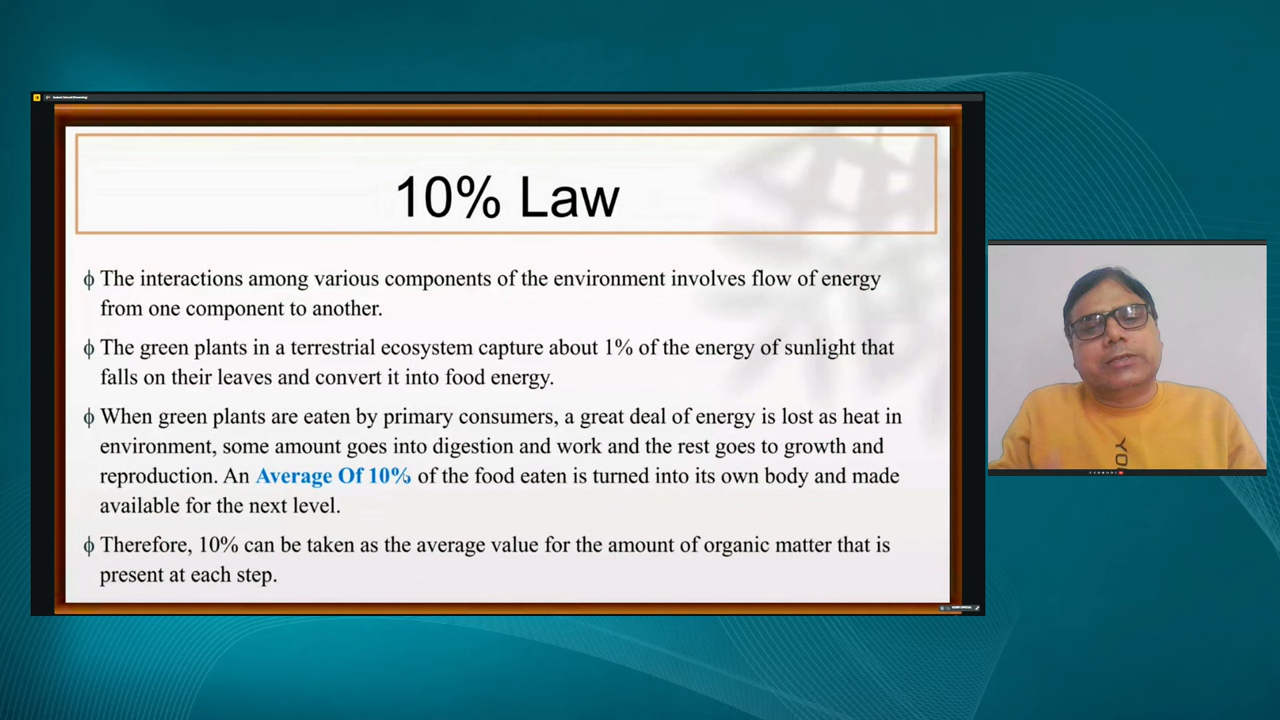 10% Law
ϕ The interactions among various components of the environment involves flow of energy
from one component to another.
ϕ The green plants in a terrestrial ecosystem capture about 1% of the energy of sunlight that
falls on their leaves and convert it into food energy.
ϕ When green plants are eaten by primary consumers, a great deal of energy is lost as heat in
environment, some amount goes into digestion and work and the rest goes to growth and
reproduction. An Average Of 10% of the food eaten is turned into its own body and made
available for the next level.
ϕ Therefore, 10% can be taken as the average value for the amount of organic matter that is
present at each step.
YO